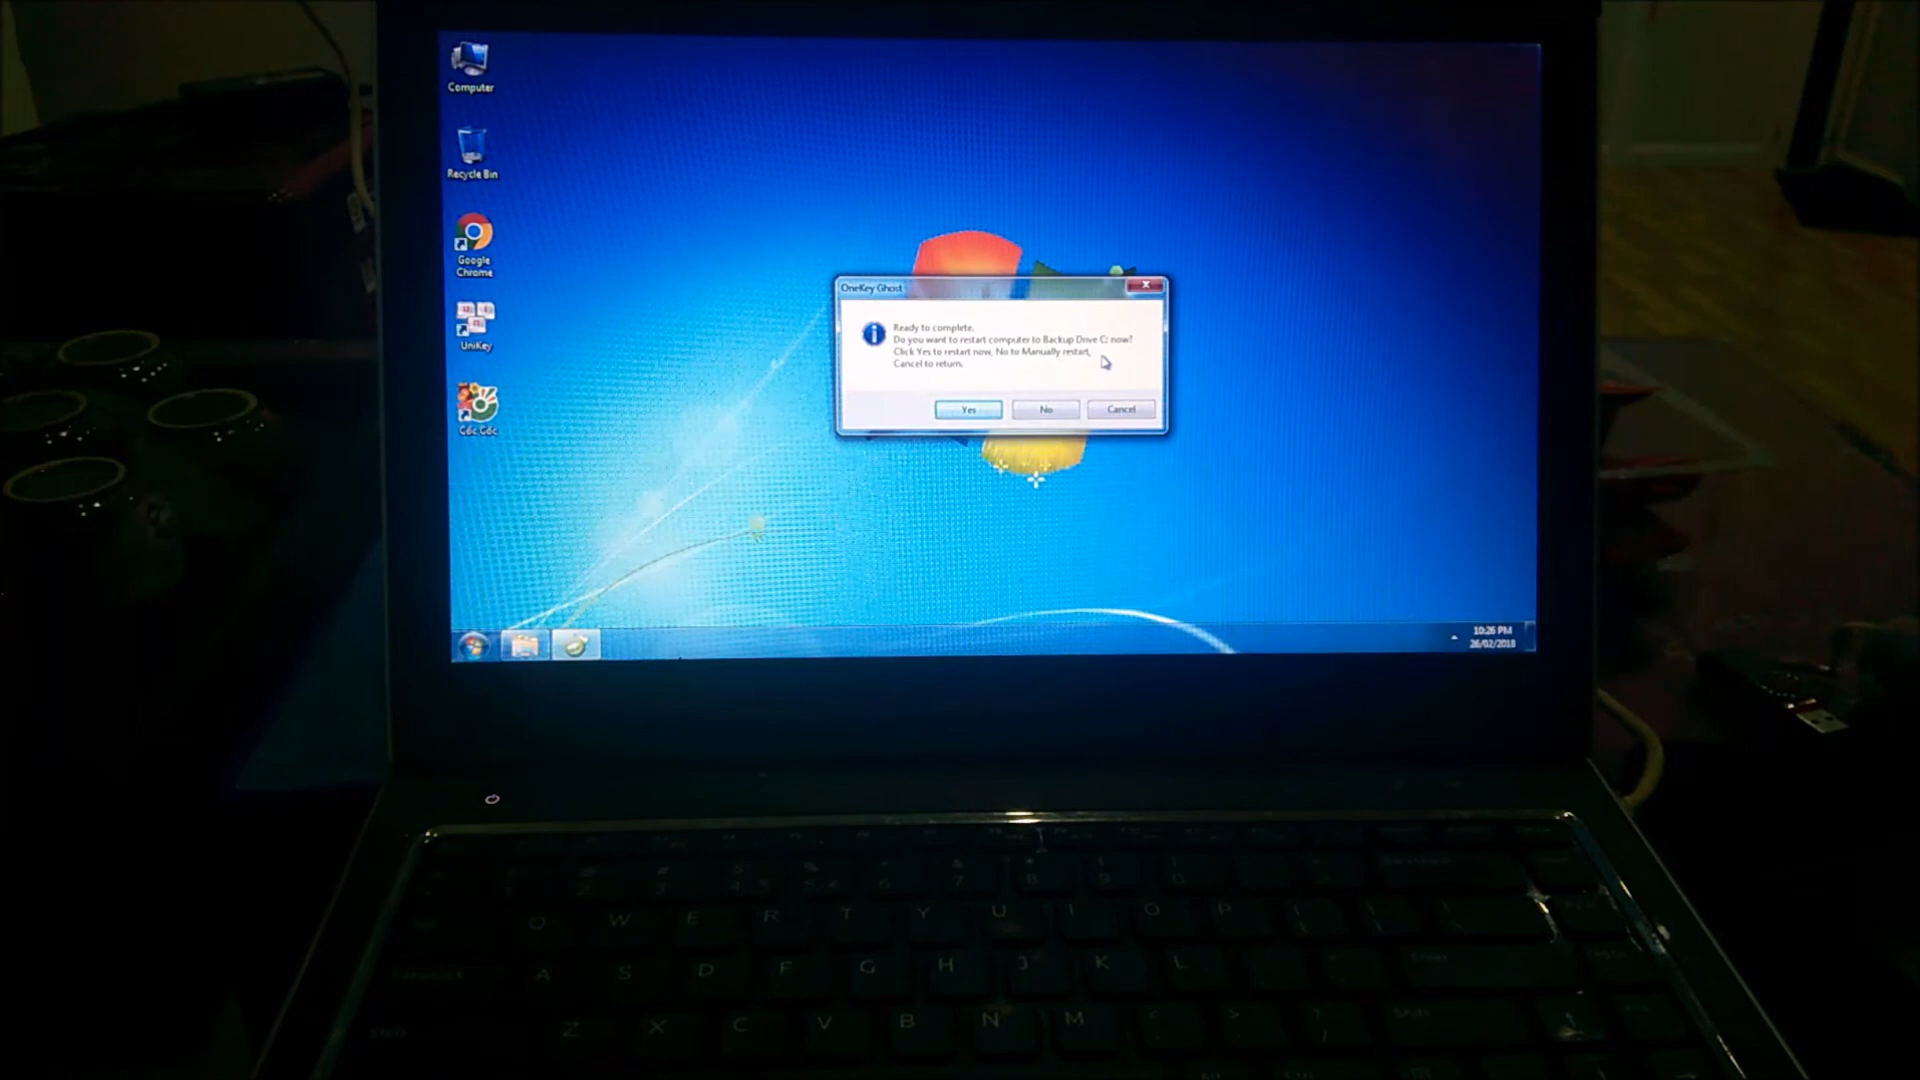 Computer
Recycle Bin
Google
Chrome
UniKey
Cốc Cốc
OneKey Ghost
Ready to complete.
Do you want to restart computer to Backup Drive C: now?
Click Yes to restart now, No to Manually restart,
Cancel to return.
Yes
No
Cancel
10:26 PM
26/02/2018
Q W E R T Y U I O P
A S D F G H J K L
Enter
Z X C V B N M
Shift